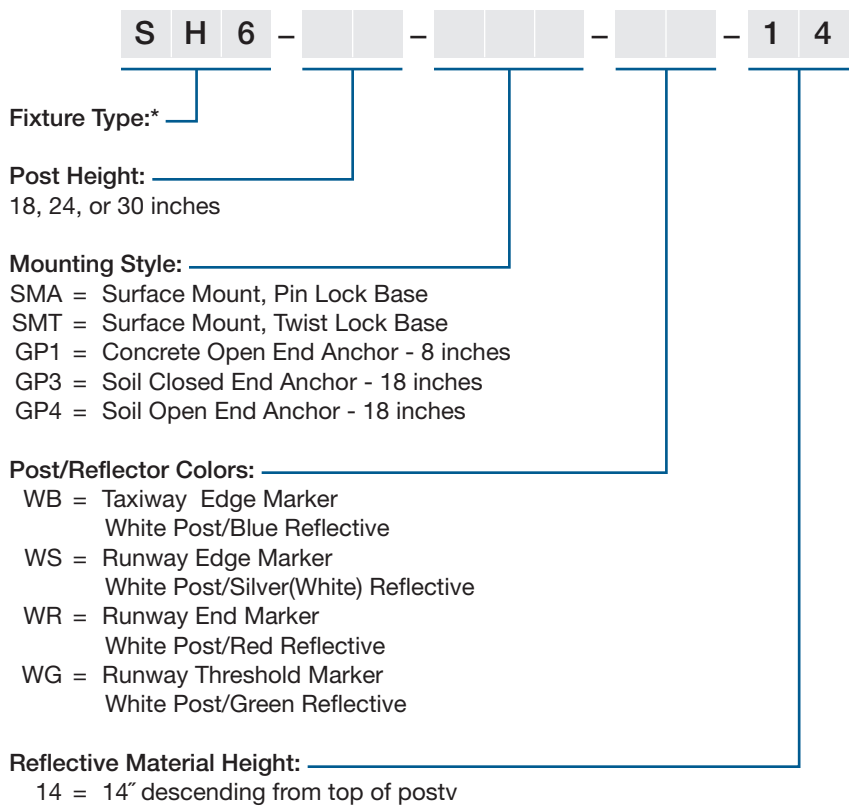 S H 6 – – – – 1 4
Fixture Type:*
Post Height:
18, 24, or 30 inches
Mounting Style:
SMA = Surface Mount, Pin Lock Base
SMT = Surface Mount, Twist Lock Base
GP1 = Concrete Open End Anchor - 8 inches
GP3 = Soil Closed End Anchor - 18 inches
GP4 = Soil Open End Anchor - 18 inches
Post/Reflector Colors:
WB = Taxiway Edge Marker
White Post/Blue Reflective
WS = Runway Edge Marker
White Post/Silver(White) Reflective
WR = Runway End Marker
White Post/Red Reflective
WG = Runway Threshold Marker
White Post/Green Reflective
Reflective Material Height:
14 = 14˝ descending from top of postv